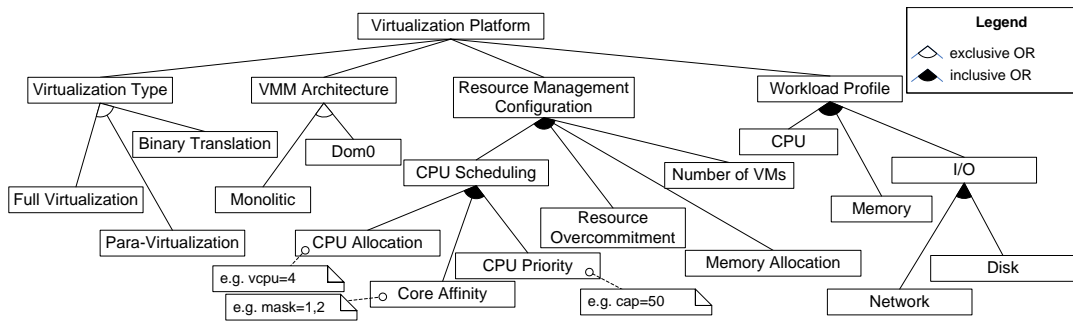 Virtualization Platform
Legend
exclusive OR
inclusive OR
Virtualization Type
VMM Architecture
Resource Management
Configuration
Workload Profile
Binary Translation
Dom0
CPU
CPU Scheduling
Number of VMs
I/O
Full Virtualization
Monolitic
Memory
Resource
Overcommitment
Para-Virtualization
CPU Allocation
CPU Priority
Memory Allocation
Disk
e.g. vcpu=4
Core Affinity
e.g. mask=1,2
e.g. cap=50
Network